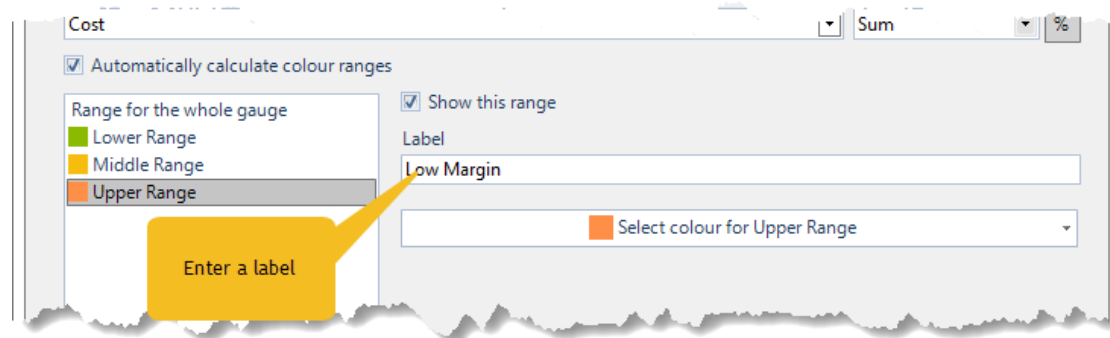 Cost
Sum
%
Automatically calculate colour ranges
Range for the whole gauge
Lower Range
Middle Range
Upper Range
Show this range
Label
Low Margin
Select colour for Upper Range
Enter a label